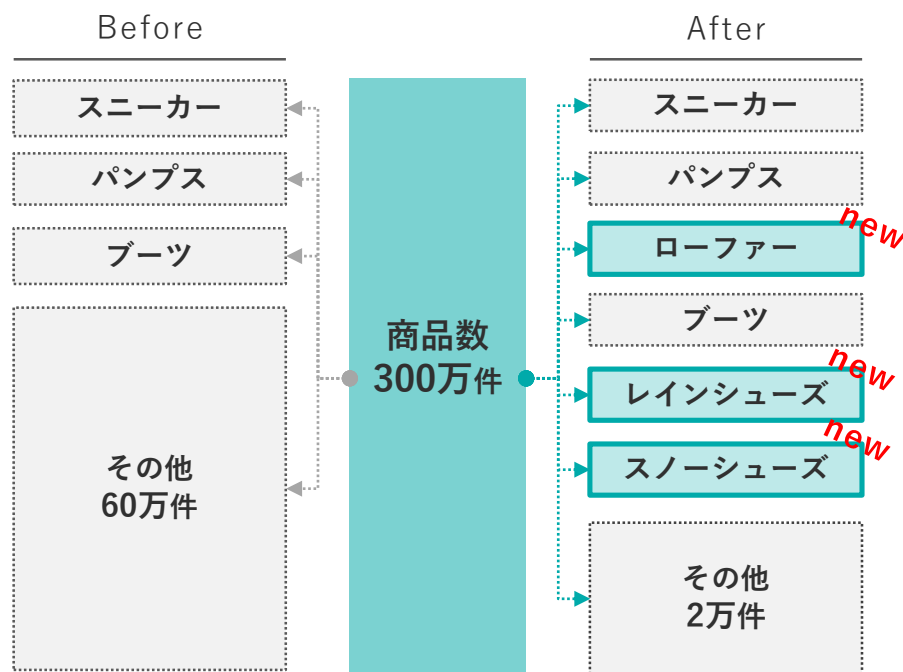 Before
スニーカー
パンプス
ブーツ
その他
60万件
商品数
300万件
After
スニーカー
パンプス
new
ローファー
ブーツ
new
レインシューズ
new
スノーシューズ
その他
2万件